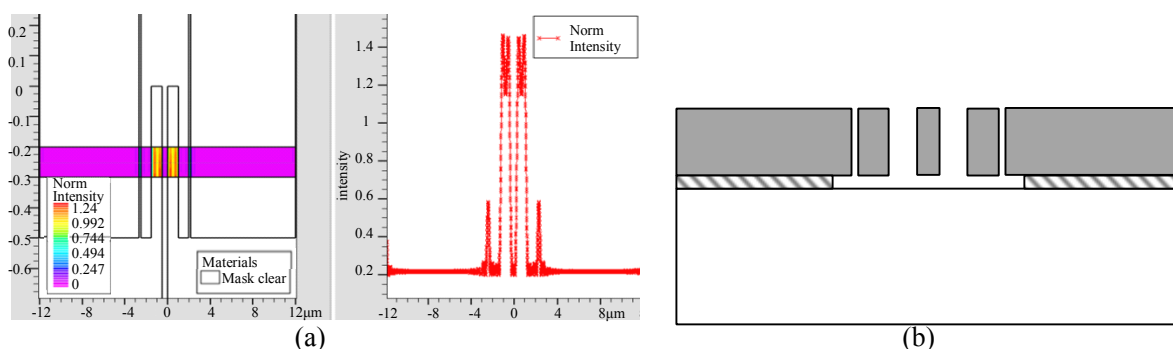 0.2
0.1
0
-0.1
-0.2
-0.3
Norm
Intensity
1.24
0.992
0.744
0.494
0.247
0
-0.5
-0.6
Materials
Mask clear
-12 -8 -4 0 4 8 12μm
intensity
1.4
1.2
1
0.8
0.6
0.4
0.2
Norm
Intensity
-12 -8 -4 0 4 8μm
(a)
(b)